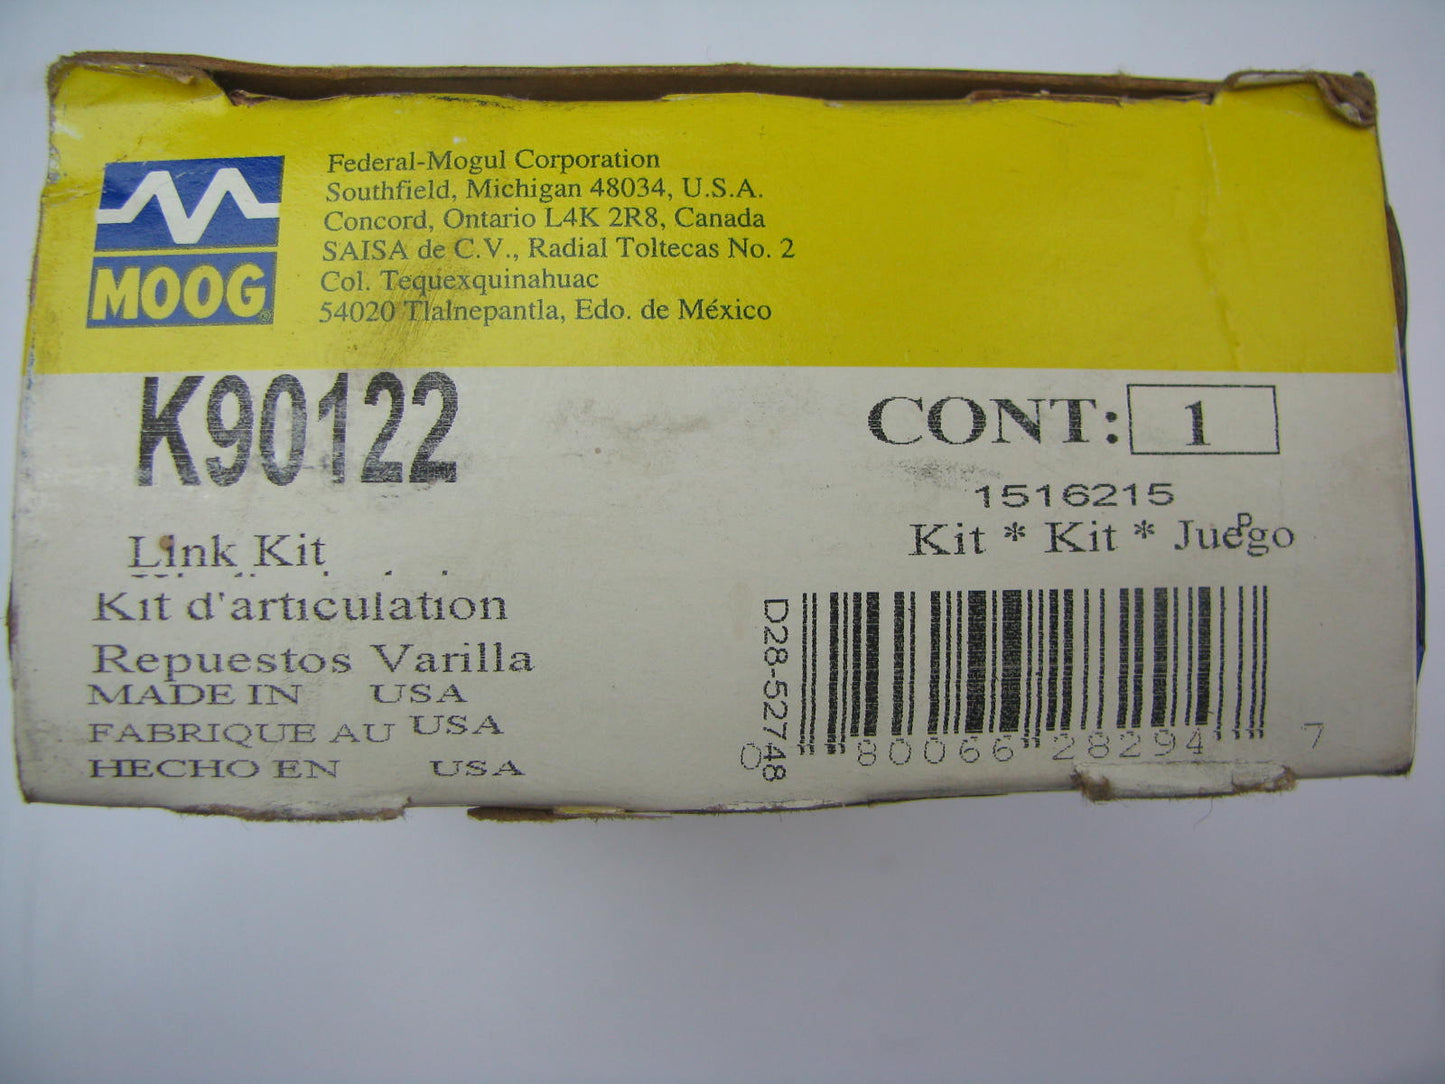 MOOG
Federal-Mogul Corporation
Southfield, Michigan 48034, U.S.A.
Concord, Ontario L4K 2R8, Canada
SAISA de C.V., Radial Toltecas No. 2
Col. Tequexquinahuac
54020 Tlalnepantla, Edo. de México
K90122
CONT: 1
1516215
Kit * Kit * Juego
P
Link Kit
Kit d'articulation
Repuestos Varilla
MADE IN USA
FABRIQUE AU USA
HECHO EN USA
D28-52748
0 80066 28294 7